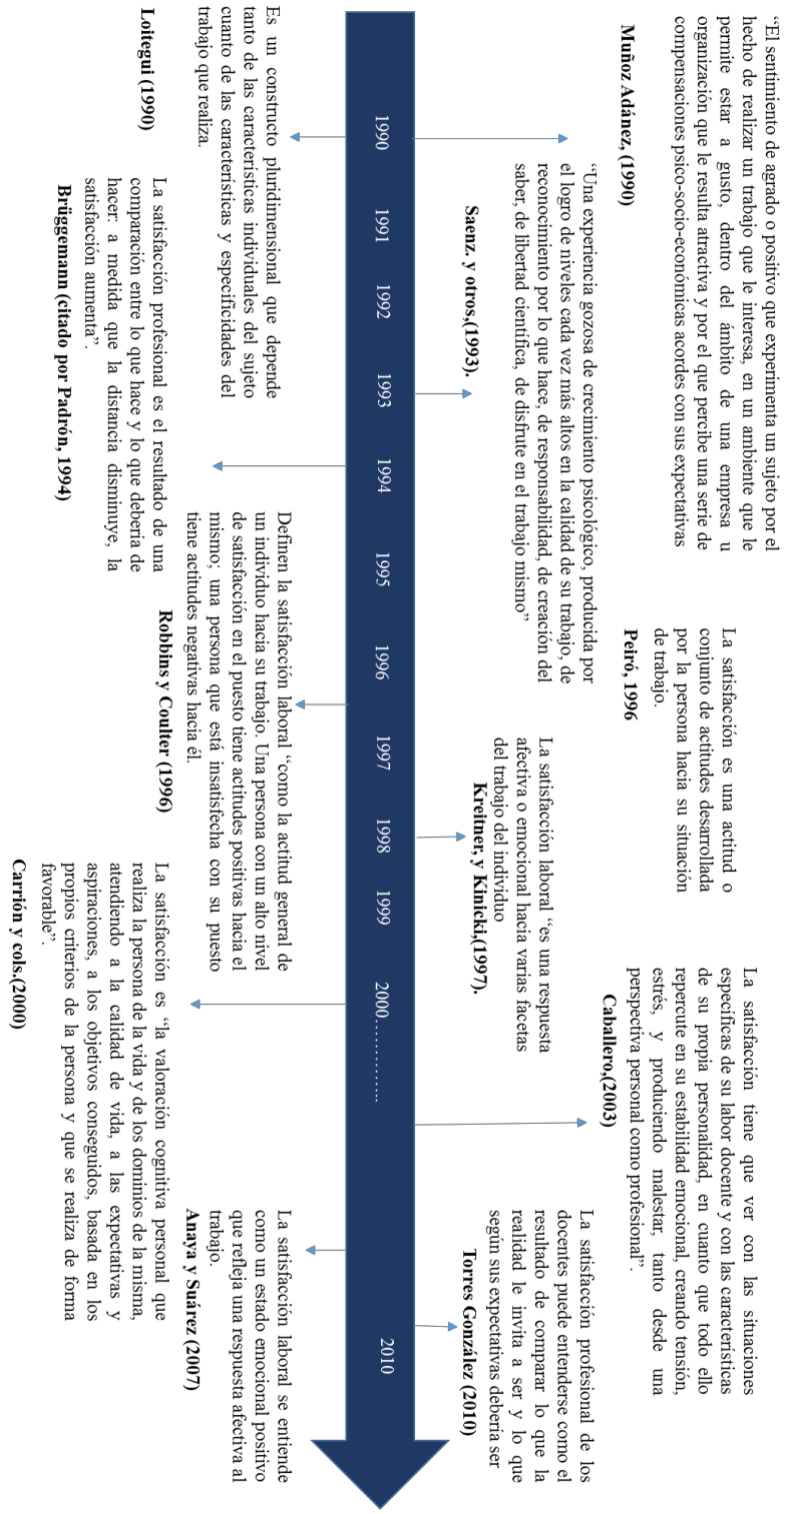 “El sentimiento de agrado o positivo que experimenta un sujeto por el
hecho de realizar un trabajo que le interesa, en un ambiente que le
permite estar a gusto, dentro del ámbito de una empresa u
organización que le resulta atractiva y por el que percibe una serie de
compensaciones psico-socio-económicas acordes con sus expectativas
Muñoz Adánez, (1990)
“Una experiencia gozosa de crecimiento psicológico, producida por
el logro de niveles cada vez más altos en la calidad de su trabajo, de
reconocimiento por lo que hace, de responsabilidad, de creación del
saber, de libertad científica, de disfrute en el trabajo mismo”
Saenz. y otros,(1993).
La satisfacción es una actitud o
conjunto de actitudes desarrollada
por la persona hacia su situación
de trabajo.
Peiró, 1996
La satisfacción laboral “es una respuesta
afectiva o emocional hacia varias facetas
del trabajo del individuo
Kreitner, y Kinicki,(1997).
La satisfacción tiene que ver con las situaciones
específicas de su labor docente y con las características
de su propia personalidad, en cuanto que todo ello
repercute en su estabilidad emocional, creando tensión,
estrés, y produciendo malestar, tanto desde una
perspectiva personal como profesional”.
Caballero,(2003)
La satisfacción profesional de los
docentes puede entenderse como el
resultado de comparar lo que la
realidad le invita a ser y lo que
según sus expectativas debería ser
Torres González (2010)
1990 1991 1992 1993 1994 1995 1996 1997 1998 1999 2000………….. 2010
Es un constructo pluridimensional que depende
tanto de las características individuales del sujeto
cuanto de las características y especificidades del
trabajo que realiza.
Loitegui (1990)
La satisfacción profesional es el resultado de una
comparación entre lo que hace y lo que debería de
hacer: a medida que la distancia disminuye, la
satisfacción aumenta”.
Brüggemann (citado por Padrón, 1994)
Definen la satisfacción laboral “como la actitud general de
un individuo hacia su trabajo. Una persona con un alto nivel
de satisfacción en el puesto tiene actitudes positivas hacia el
mismo; una persona que está insatisfecha con su puesto
tiene actitudes negativas hacia él.
Robbins y Coulter (1996)
La satisfacción es “la valoración cognitiva personal que
realiza la persona de la vida y de los dominios de la misma,
atendiendo a la calidad de vida, a las expectativas y
aspiraciones, a los objetivos conseguidos, basada en los
propios criterios de la persona y que se realiza de forma
favorable”.
Carrión y cols.(2000)
La satisfacción laboral se entiende
como un estado emocional positivo
que refleja una respuesta afectiva al
trabajo.
Anaya y Suárez (2007)